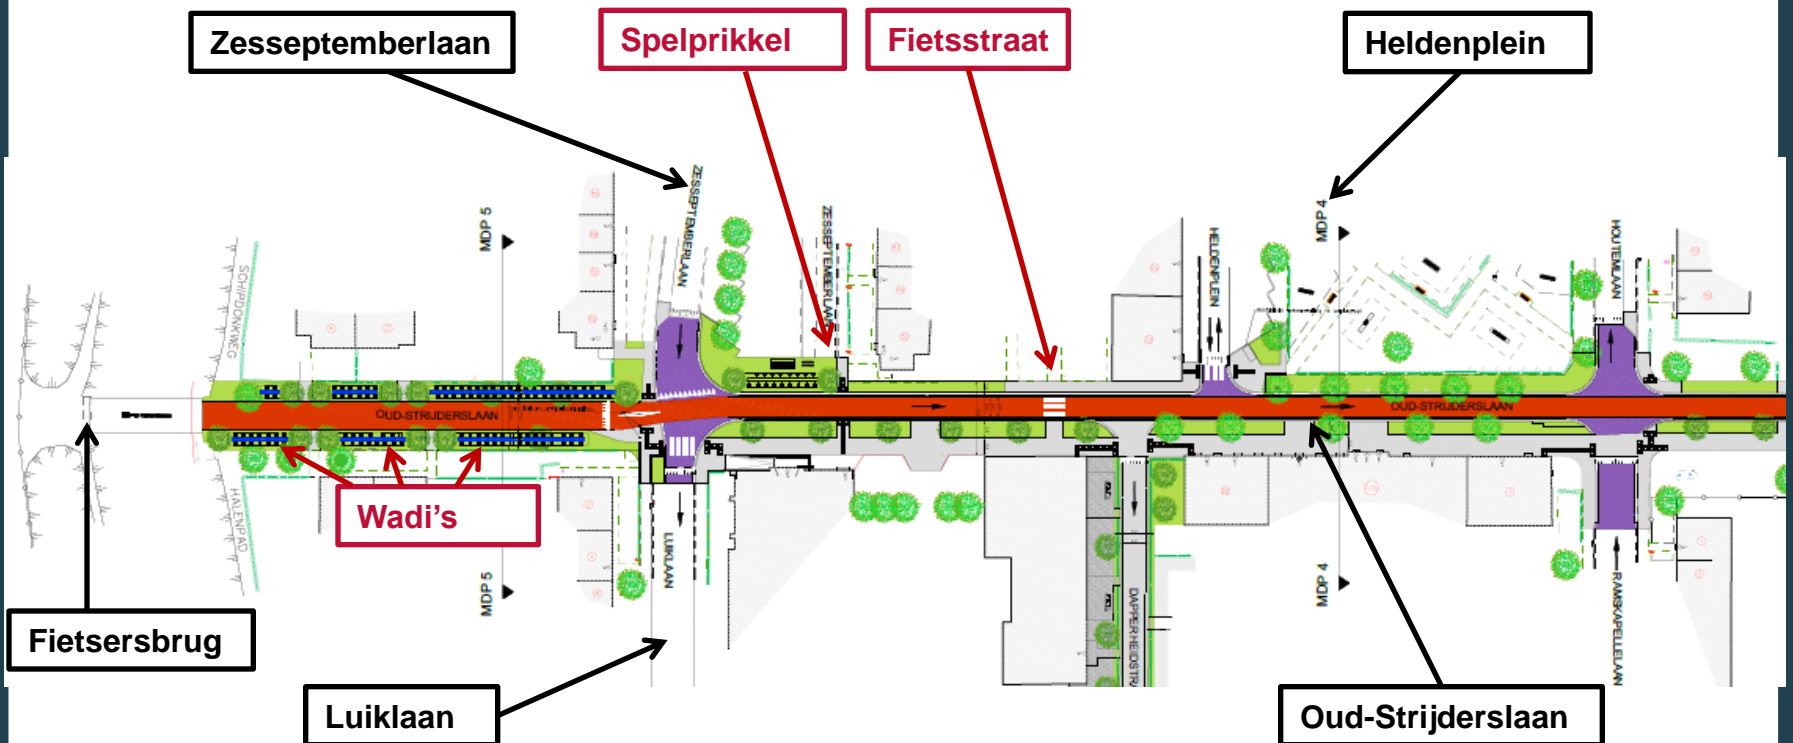 Zesseptemberlaan
Spelprikkel
Fietsstraat
Heldenplein
ZESSEPTEMBERLAAN
ZESSEPTEMBERLAAN
MDP 5
MDP 4
HELDENPLEIN
HOUTEMLAAN
SCHIPDONKWEG
OUD-STRIJDERSLAAN
OUD-STRIJDERSLAAN
Wadi's
HALENPAD
LUIKLAAN
MDP 5
MDP 4
DAPPERHEIDSTRA
RAMSKAPELLELAAN
Fietsersbrug
Luiklaan
Oud-Strijderslaan